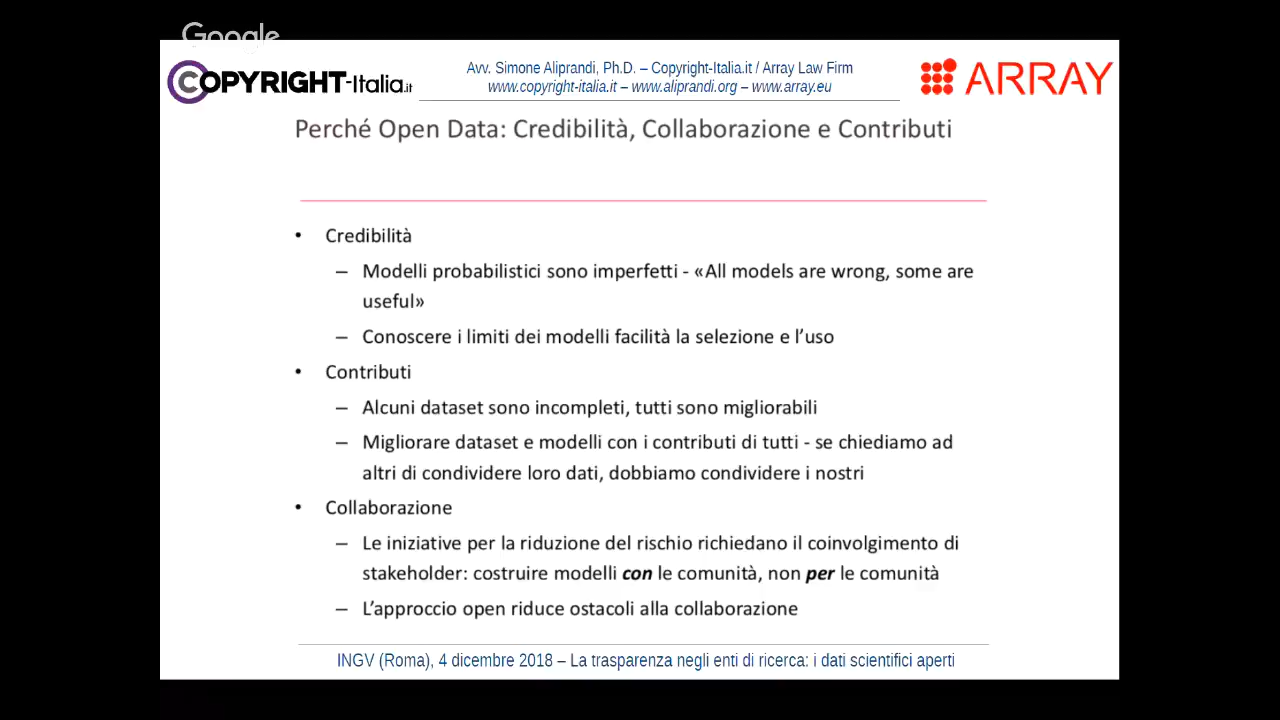 Google
COPYRIGHT-Italia.it
Avv. Simone Aliprandi, Ph.D. – Copyright-Italia.it / Array Law Firm
www.copyright-italia.it – www.aliprandi.org – www.array.eu
ARRAY
Perché Open Data: Credibilità, Collaborazione e Contributi
• Credibilità
– Modelli probabilistici sono imperfetti - «All models are wrong, some are
useful»
– Conoscere i limiti dei modelli facilità la selezione e l’uso
• Contributi
– Alcuni dataset sono incompleti, tutti sono migliorabili
– Migliorare dataset e modelli con i contributi di tutti - se chiediamo ad
altri di condividere loro dati, dobbiamo condividere i nostri
• Collaborazione
– Le iniziative per la riduzione del rischio richiedano il coinvolgimento di
stakeholder: costruire modelli con le comunità, non per le comunità
– L’approccio open riduce ostacoli alla collaborazione
INGV (Roma), 4 dicembre 2018 – La trasparenza negli enti di ricerca: i dati scientifici aperti